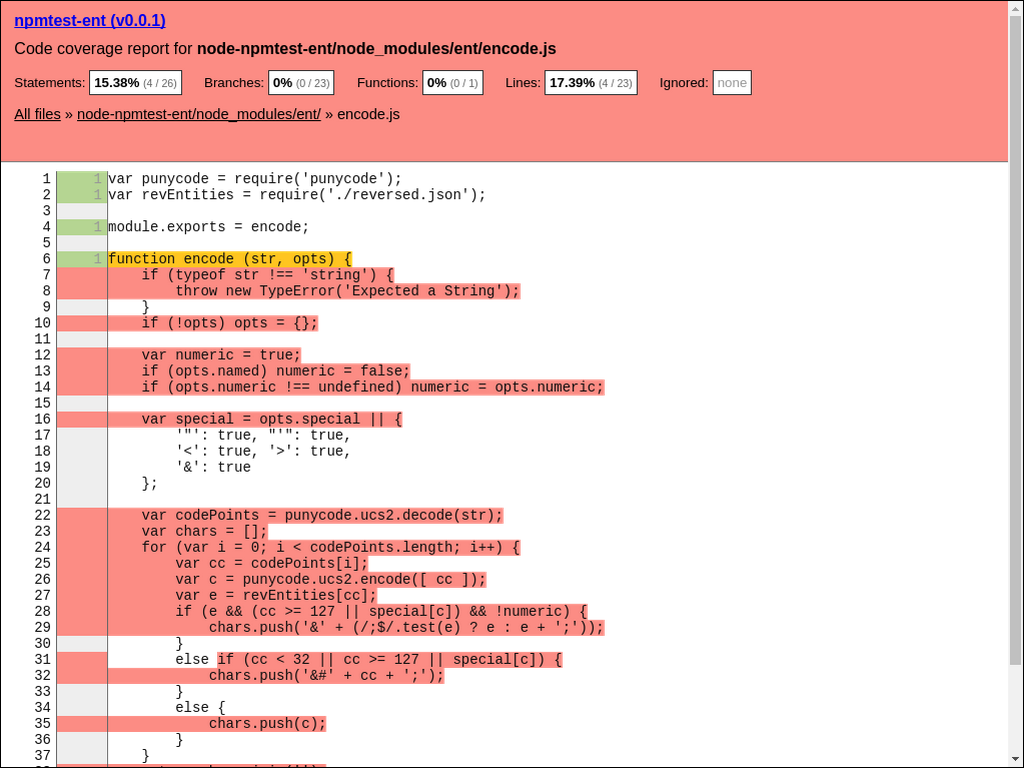 npmtest-ent (v0.0.1)
Code coverage report for node-npmtest-ent/node_modules/ent/encode.js
Statements: 15.38% (4 / 26) Branches: 0% (0 / 23) Functions: 0% (0 / 1) Lines: 17.39% (4 / 23) Ignored: none
All files » node-npmtest-ent/node_modules/ent/ » encode.js
1 1 var punycode = require('punycode');
2 1 var revEntities = require('./reversed.json');
3
4 1 module.exports = encode;
5
6 1 function encode (str, opts) {
7     if (typeof str !== 'string') {
8         throw new TypeError('Expected a String');
9     }
10     if (!opts) opts = {};
11
12     var numeric = true;
13     if (opts.named) numeric = false;
14     if (opts.numeric !== undefined) numeric = opts.numeric;
15
16     var special = opts.special || {
17         '"': true, "'": true,
18         '<': true, '>': true,
19         '&': true
20     };
21
22     var codePoints = punycode.ucs2.decode(str);
23     var chars = [];
24     for (var i = 0; i < codePoints.length; i++) {
25         var cc = codePoints[i];
26         var c = punycode.ucs2.encode([ cc ]);
27         var e = revEntities[cc];
28         if (e && (cc >= 127 || special[c]) && !numeric) {
29             chars.push('&' + (/;$/.test(e) ? e : e + ';'));
30         }
31         else if (cc < 32 || cc >= 127 || special[c]) {
32             chars.push('&#' + cc + ';');
33         }
34         else {
35             chars.push(c);
36         }
37     }